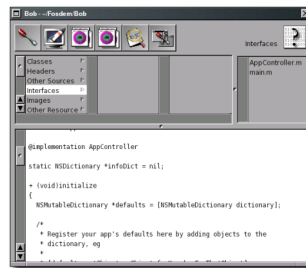 Bob - ~/Fosdem/Bob
Interfaces
Classes
Headers
Other Sources
Interfaces
Images
Other Resource
AppController.m
main.m
@implementation AppController
static NSDictionary *infoDict = nil;
+ (void)initialize
{
NSMutableDictionary *defaults = [NSMutableDictionary dictionary];
/*
* Register your app's defaults here by adding objects to the
* dictionary, eg
*